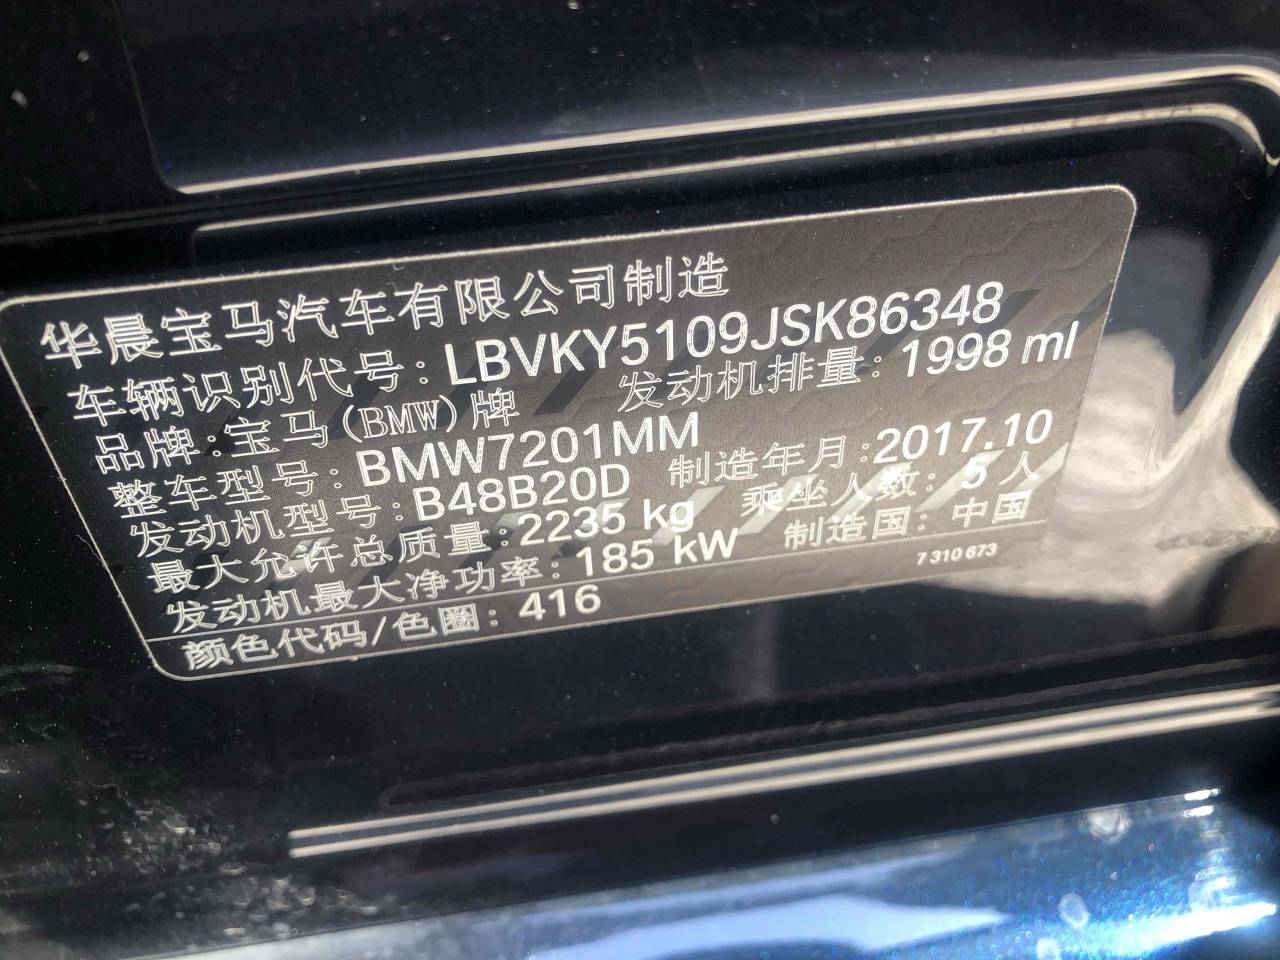 华晨宝马汽车有限公司制造
车辆识别代号: LBVKY5109JSK86348
品牌:宝马(BMW)牌 发动机排量: 1998 ml
整车型号: BMW7201MM
发动机型号: B48B20D 制造年月:2017.10
最大允许总质量:2235 kg 乘坐人数: 5 人
发动机最大净功率: 185 kW 制造国: 中国
颜色代码/色圈: 416 7 310 673